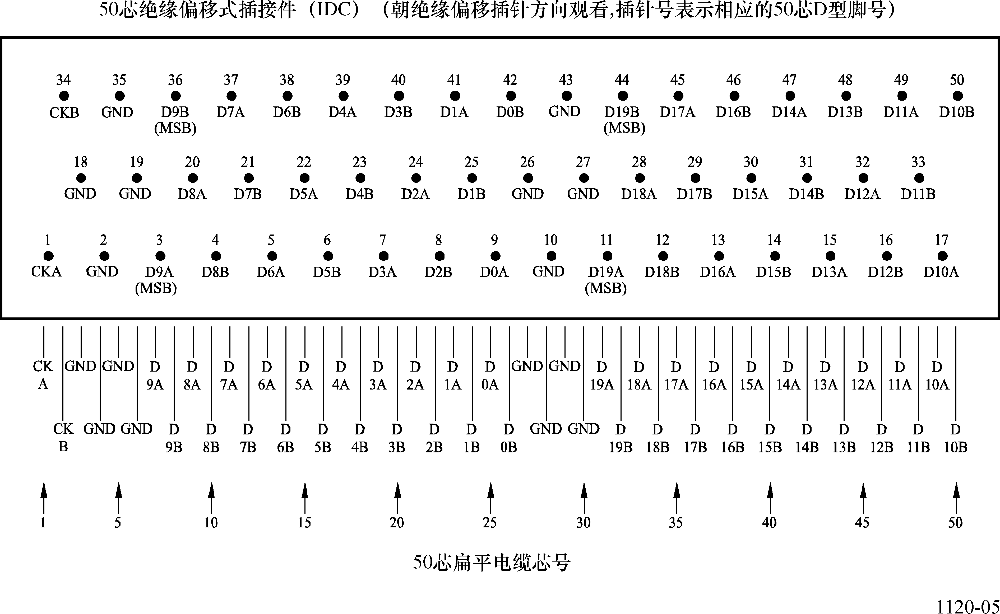 50芯绝缘偏移式插接件（IDC）（朝绝缘偏移插针方向观看,插针号表示相应的50芯D型脚号）
34 35 36 37 38 39 40 41 42 43 44 45 46 47 48 49 50
CKB GND D9B D7A D6B D4A D3B D1A D0B GND D19B D17A D16B D14A D13B D11A D10B
(MSB) (MSB)
18 19 20 21 22 23 24 25 26 27 28 29 30 31 32 33
GND GND D8A D7B D5A D4B D2A D1B GND GND D18A D17B D15A D14B D12A D11B
1 2 3 4 5 6 7 8 9 10 11 12 13 14 15 16 17
CKA GND D9A D8B D6A D5B D3A D2B D0A GND D19A D18B D16A D15B D13A D12B D10A
(MSB) (MSB)
CK GND GND D D D D D D D D D D GND GND D D D D D D D D D D
A 9A 8A 7A 6A 5A 4A 3A 2A 1A 0A 19A 18A 17A 16A 15A 14A 13A 12A 11A 10A
CK GND GND D D D D D D D D D D GND GND D D D D D D D D D D
B 9B 8B 7B 6B 5B 4B 3B 2B 1B 0B 19B 18B 17B 16B 15B 14B 13B 12B 11B 10B
1 5 10 15 20 25 30 35 40 45 50
50芯扁平电缆芯号
1120-05